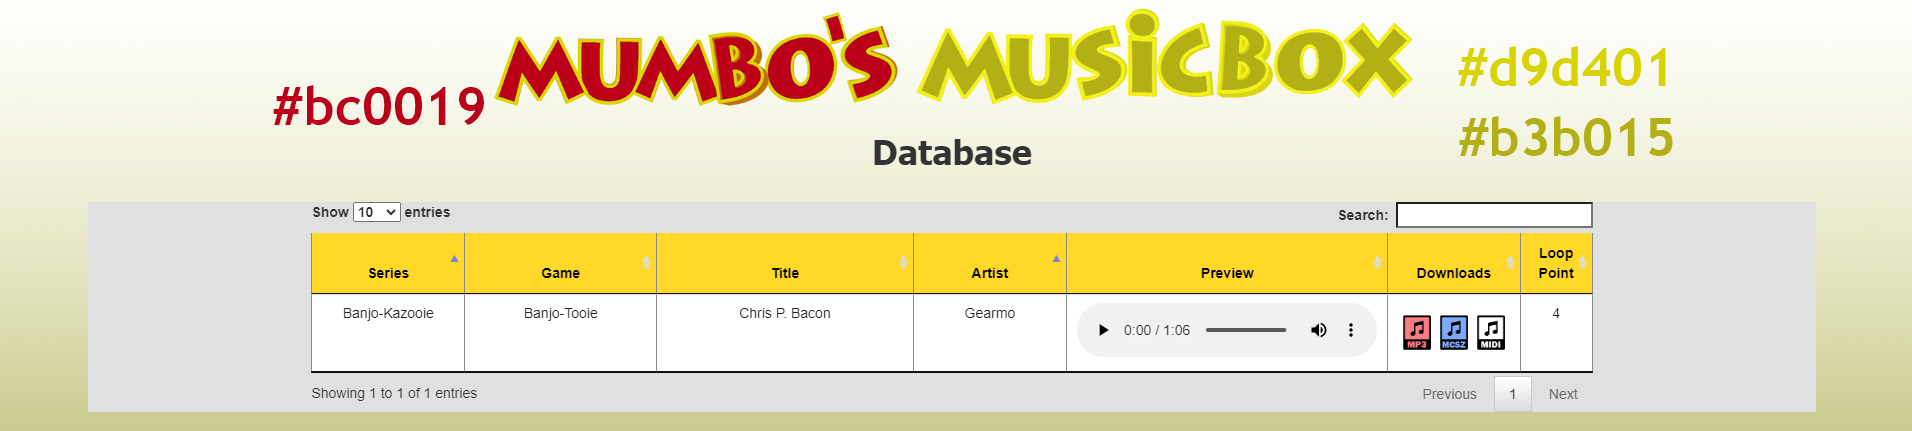 MUMBO'S MUSICBOX
#d9d401
#bc0019
#b3b015
Database
Show 10 entries
Search:
Series Game Title Artist Preview Downloads Loop Point
Banjo-Kazooie Banjo-Tooie Chris P. Bacon Gearmo 0:00 / 1:06 MP3 MCSZ MIDI 4
Showing 1 to 1 of 1 entries
Previous 1 Next